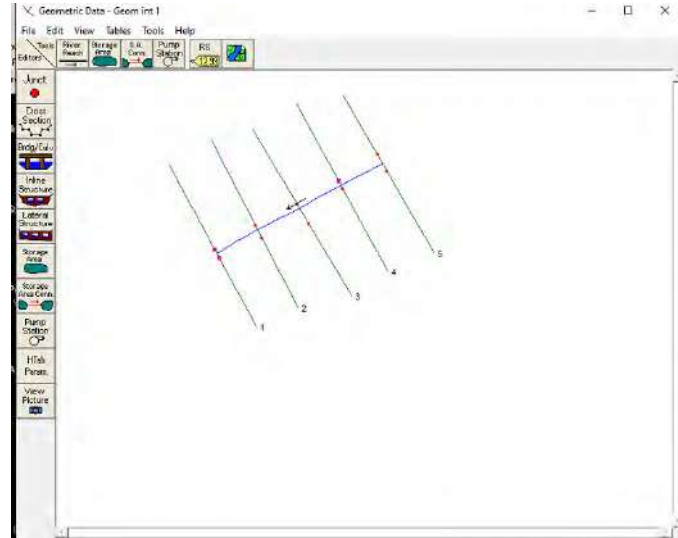 Geometric Data - Geom int 1
File Edit View Tables Tools Help
Tools
Editors
River
Reach
Storage
Area
S.A.
Conn.
Pump
Station
RS
Junct.
Cross
Section
Brdg/Culv
Inline
Structure
Lateral
Structure
Storage
Area
Storage
Area Conn.
Pump
Station
HTab
Param.
View
Picture
5
4
3
2
1